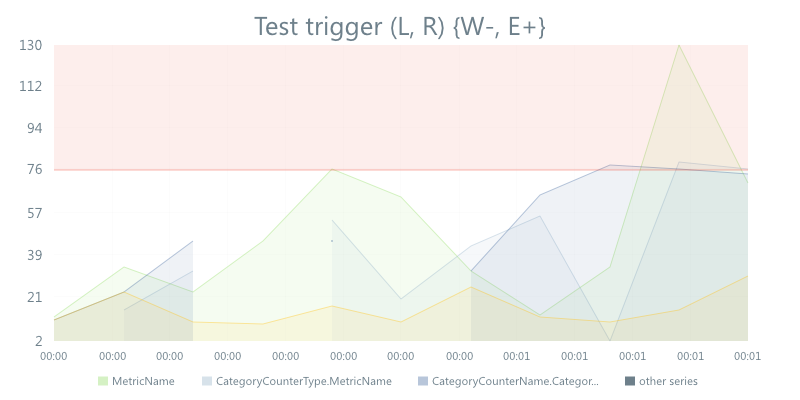 Test trigger (L, R) {W-, E+}
130
112
94
76
57
39
21
2
00:00 00:00 00:00 00:00 00:00 00:00 00:00 00:00 00:01 00:01 00:01 00:01 00:01
MetricName CategoryCounterType.MetricName CategoryCounterName.Categor... other series